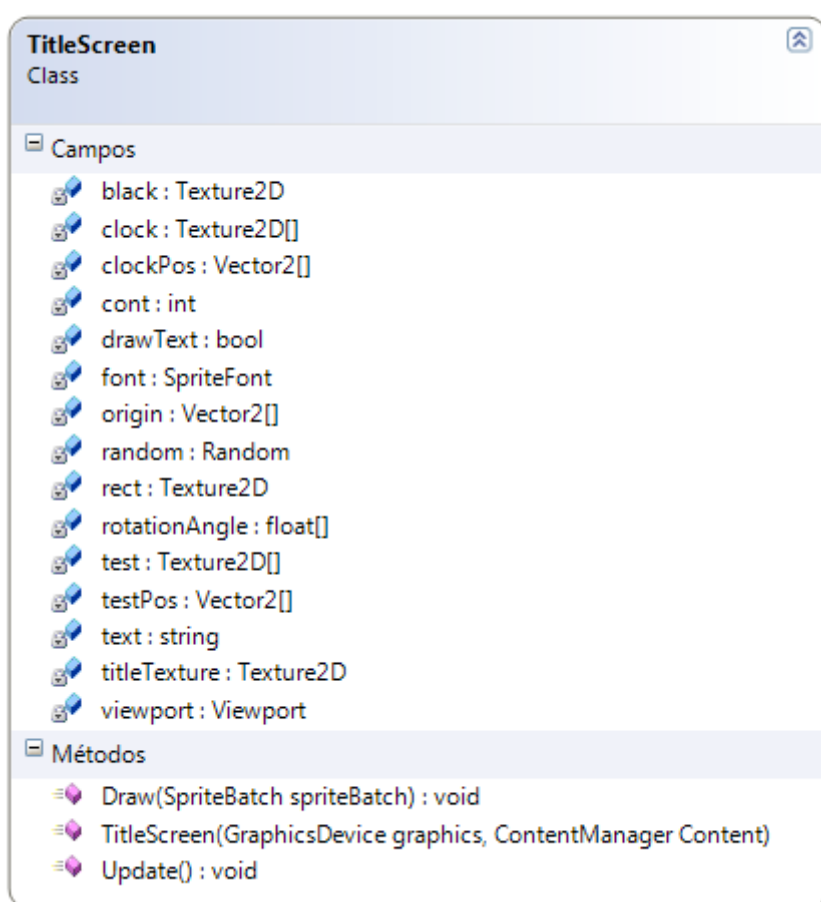 TitleScreen
Class
Campos
black : Texture2D
clock : Texture2D[]
clockPos : Vector2[]
cont : int
drawText : bool
font : SpriteFont
origin : Vector2[]
random : Random
rect : Texture2D
rotationAngle : float[]
test : Texture2D[]
testPos : Vector2[]
text : string
titleTexture : Texture2D
viewport : Viewport
Métodos
Draw(SpriteBatch spriteBatch) : void
TitleScreen(GraphicsDevice graphics, ContentManager Content)
Update() : void